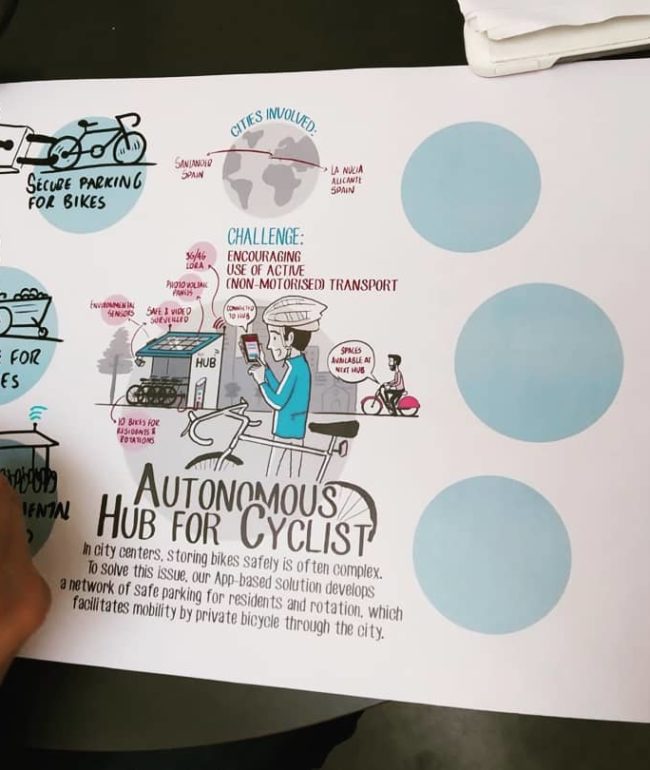 SECURE PARKING
FOR BIKES
FOR
ES
ENTAL
CITIES INVOLVED:
SANTANDER
SPAIN
LA NUCIA
ALICANTE
SPAIN
CHALLENGE:
ENCOURAGING
USE OF ACTIVE
(NON-MOTORISED) TRANSPORT
3G/4G
LORA
PHOTOVOLTAIC
PANELS
ENVIRONMENTAL
SENSORS
SAFE & VIDEO
SURVEILLED
CONNECTED
TO HUB
HUB
SPACES
AVAILABLE AT
NEXT HUB
10 BIKES FOR
RESIDENTS &
ROTATIONS
AUTONOMOUS
HUB FOR CYCLIST
In city centers, storing bikes safely is often complex.
To solve this issue, our App-based solution develops
a network of safe parking for residents and rotation, which
facilitates mobility by private bicycle through the city.